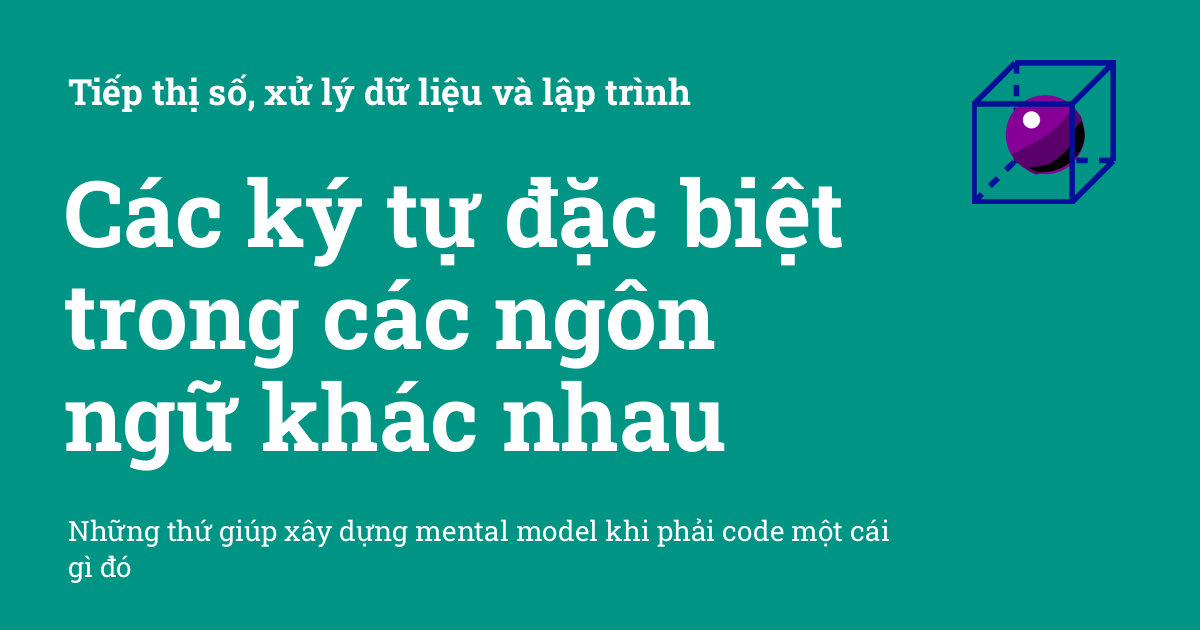 Tiếp thị số, xử lý dữ liệu và lập trình
Các ký tự đặc biệt
trong các ngôn
ngữ khác nhau
Những thứ giúp xây dựng mental model khi phải code một cái
gì đó